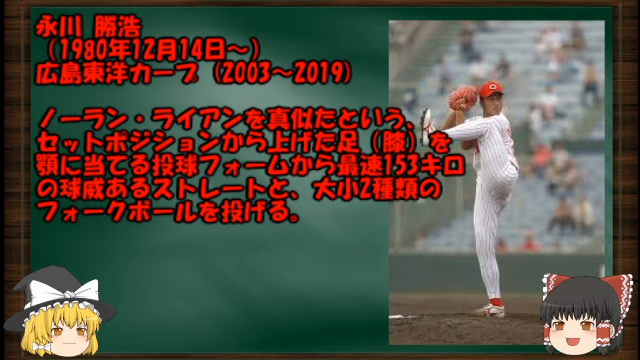 永川 勝浩
（1980年12月14日～）
広島東洋カープ（2003～2019）
ノーラン・ライアンを真似たという、
セットポジションから上げた足（膝）を
顎に当てる投球フォームから最速153キロ
の球威あるストレートと、大小2種類の
フォークボールを投げる。